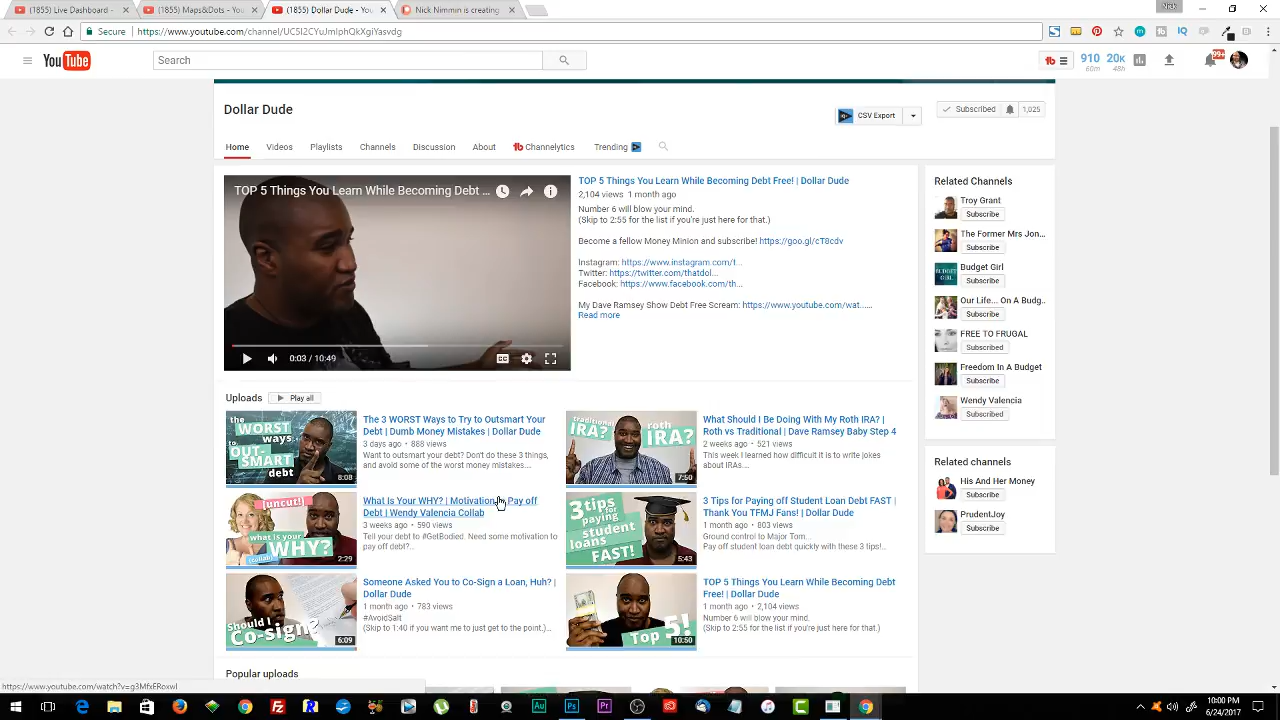 (1855) Live Dashboard -
(1855) Maps&Dots - You
(1855) Dollar Dude - You
Nick Nimmin is creating
Secure
https://www.youtube.com/channel/UC5I2CYuJmIphQkXgiYasvdg
YouTube
Search
910
60m
20K
48h
99+
Dollar Dude
CSV Export
Subscribed
1,025
Home
Videos
Playlists
Channels
Discussion
About
Channelytics
Trending
TOP 5 Things You Learn While Becoming Debt ...
0:03 / 10:49
TOP 5 Things You Learn While Becoming Debt Free! | Dollar Dude
2,104 views 1 month ago
Number 6 will blow your mind.
(Skip to 2:55 for the list if you're just here for that.)
Become a fellow Money Minion and subscribe! https://goo.gl/cT8cdv
Instagram: https://www.instagram.com/t...
Twitter: https://twitter.com/thatdol...
Facebook: https://www.facebook.com/th...
My Dave Ramsey Show Debt Free Scream: https://www.youtube.com/wat......
Read more
Related Channels
Troy Grant
Subscribe
The Former Mrs Jon...
Subscribe
Budget Girl
Subscribe
Our Life... On A Budg...
Subscribe
FREE TO FRUGAL
Subscribed
Freedom In A Budget
Subscribe
Wendy Valencia
Subscribed
Related channels
His And Her Money
Subscribe
PrudentJoy
Subscribe
Uploads
Play all
the WORST ways to OUT-SMART debt
8:08
The 3 WORST Ways to Try to Outsmart Your
Debt | Dumb Money Mistakes | Dollar Dude
3 days ago • 888 views
Want to outsmart your debt? Don't do these 3 things,
and avoid some of the worst money mistakes....
traditional IRA? roth IRA?
7:50
What Should I Be Doing With My Roth IRA? |
Roth vs Traditional | Dave Ramsey Baby Step 4
2 weeks ago • 521 views
This week I learned how difficult it is to write jokes
about IRAs....
uncut!
what is your WHY?
(collab)
2:29
What Is Your WHY? | Motivation Pay off
Debt | Wendy Valencia Collab
3 weeks ago • 590 views
Tell your debt to #GetBodied. Need some motivation to
pay off debt?...
3 tips for paying student loans FAST!
5:43
3 Tips for Paying off Student Loan Debt FAST |
Thank You TFMJ Fans! | Dollar Dude
1 month ago • 803 views
Ground control to Major Tom...
Pay off student loan debt quickly with these 3 tips!...
Should I Co-sign?
6:09
Someone Asked You to Co-Sign a Loan, Huh? |
Dollar Dude
1 month ago • 783 views
#AvoidSalt
(Skip to 1:40 if you want me to just get to the point.)...
Top 5!
10:50
TOP 5 Things You Learn While Becoming Debt
Free! | Dollar Dude
1 month ago • 2,104 views
Number 6 will blow your mind.
(Skip to 2:55 for the list if you're just here for that.)
Popular uploads
https://www.youtube.com/watch?v=g3MfxERoxwI
10:00 PM
6/24/2017